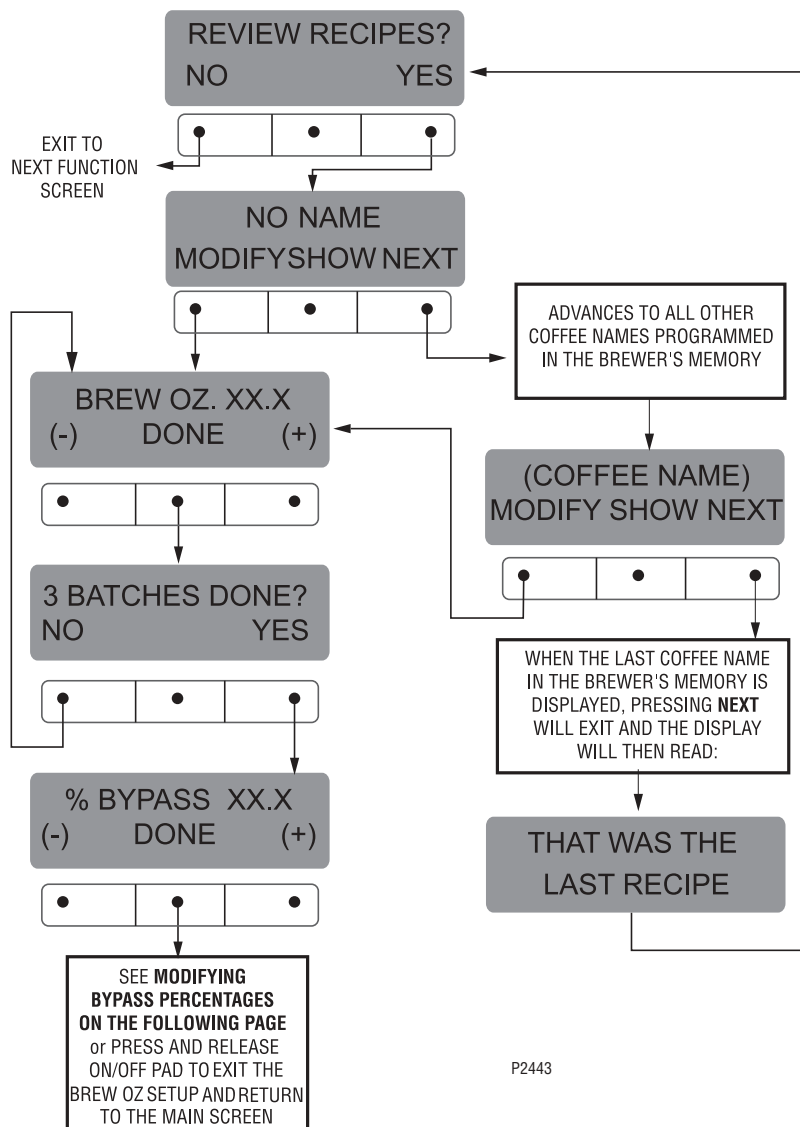 REVIEW RECIPES?
NO YES
EXIT TO
NEXT FUNCTION
SCREEN
NO NAME
MODIFYSHOW NEXT
ADVANCES TO ALL OTHER
COFFEE NAMES PROGRAMMED
IN THE BREWER'S MEMORY
BREW OZ. XX.X
(-) DONE (+)
(COFFEE NAME)
MODIFY SHOW NEXT
3 BATCHES DONE?
NO YES
WHEN THE LAST COFFEE NAME
IN THE BREWER'S MEMORY IS
DISPLAYED, PRESSING NEXT
WILL EXIT AND THE DISPLAY
WILL THEN READ:
% BYPASS XX.X
(-) DONE (+)
THAT WAS THE
LAST RECIPE
SEE MODIFYING
BYPASS PERCENTAGES
ON THE FOLLOWING PAGE
or PRESS AND RELEASE
ON/OFF PAD TO EXIT THE
BREW OZ SETUP AND RETURN
TO THE MAIN SCREEN
P2443